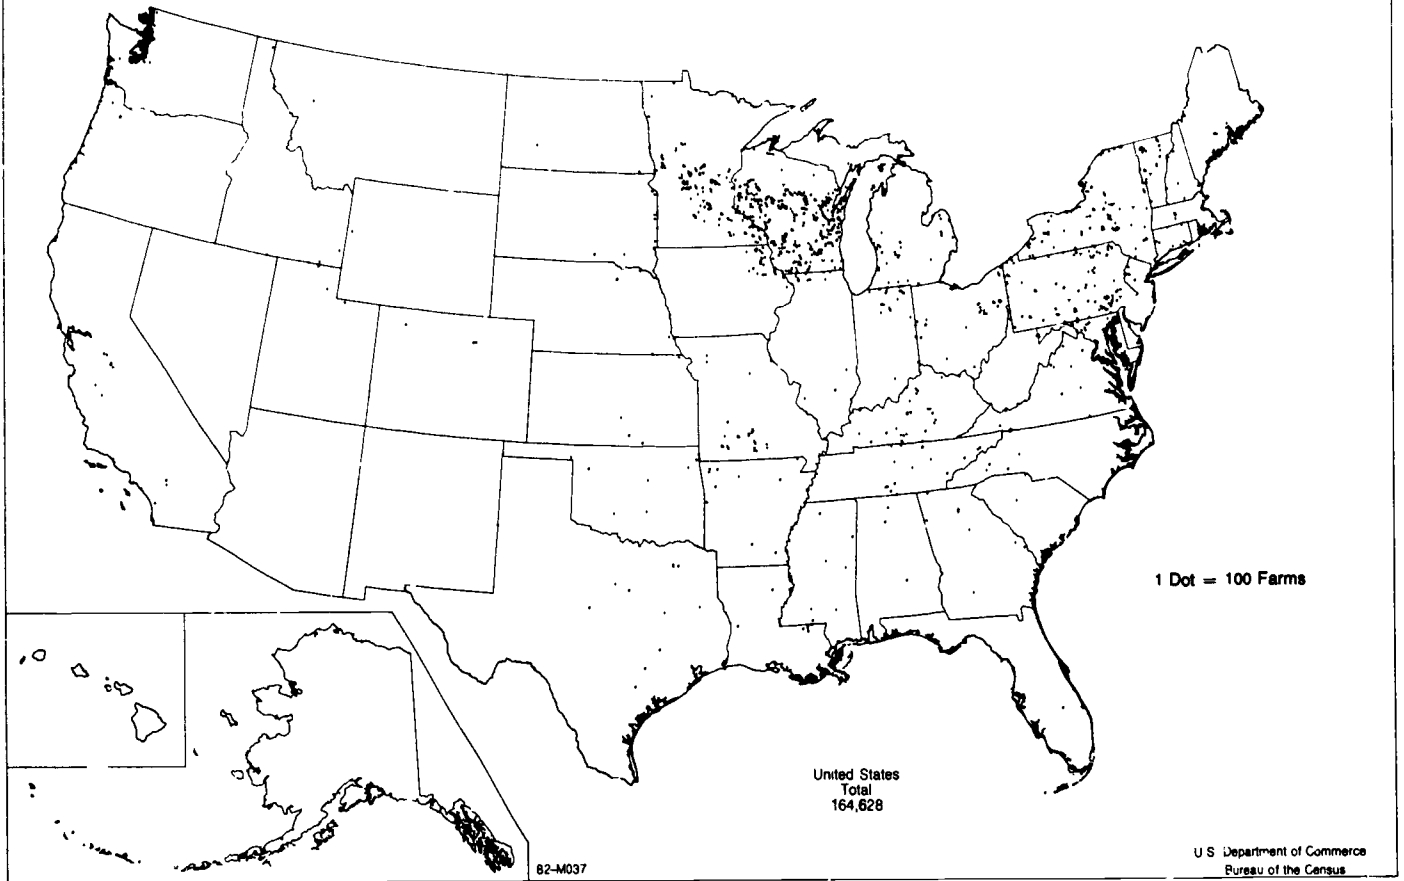 1 Dot = 100 Farms
United States
Total
164,628
82-M037
U S Department of Commerce
Bureau of the Census